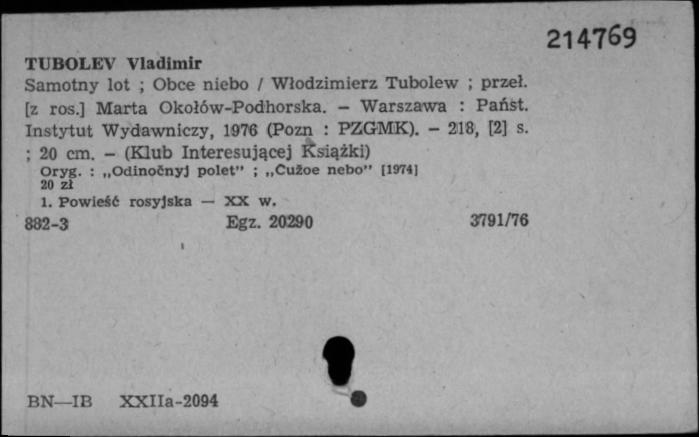 214769
TUBOLEV Vladimir
Samotny lot ; Obce niebo / Włodzimierz Tubolew ; przeł.
[z ros.] Marta Okołów-Podhorska. — Warszawa : Państ.
Instytut Wydawniczy, 1976 (Pozn : PZGMK). — 218, [2] s.
; 20 cm. — (Klub Interesującej Książki)
Oryg. : „Odinočnyj polet" ; „Cužoe nebo" [1974]
20 zł
1. Powieść rosyjska — XX w.
882-3 Egz. 20290 3791/76
BN—IB XXIIa-2094